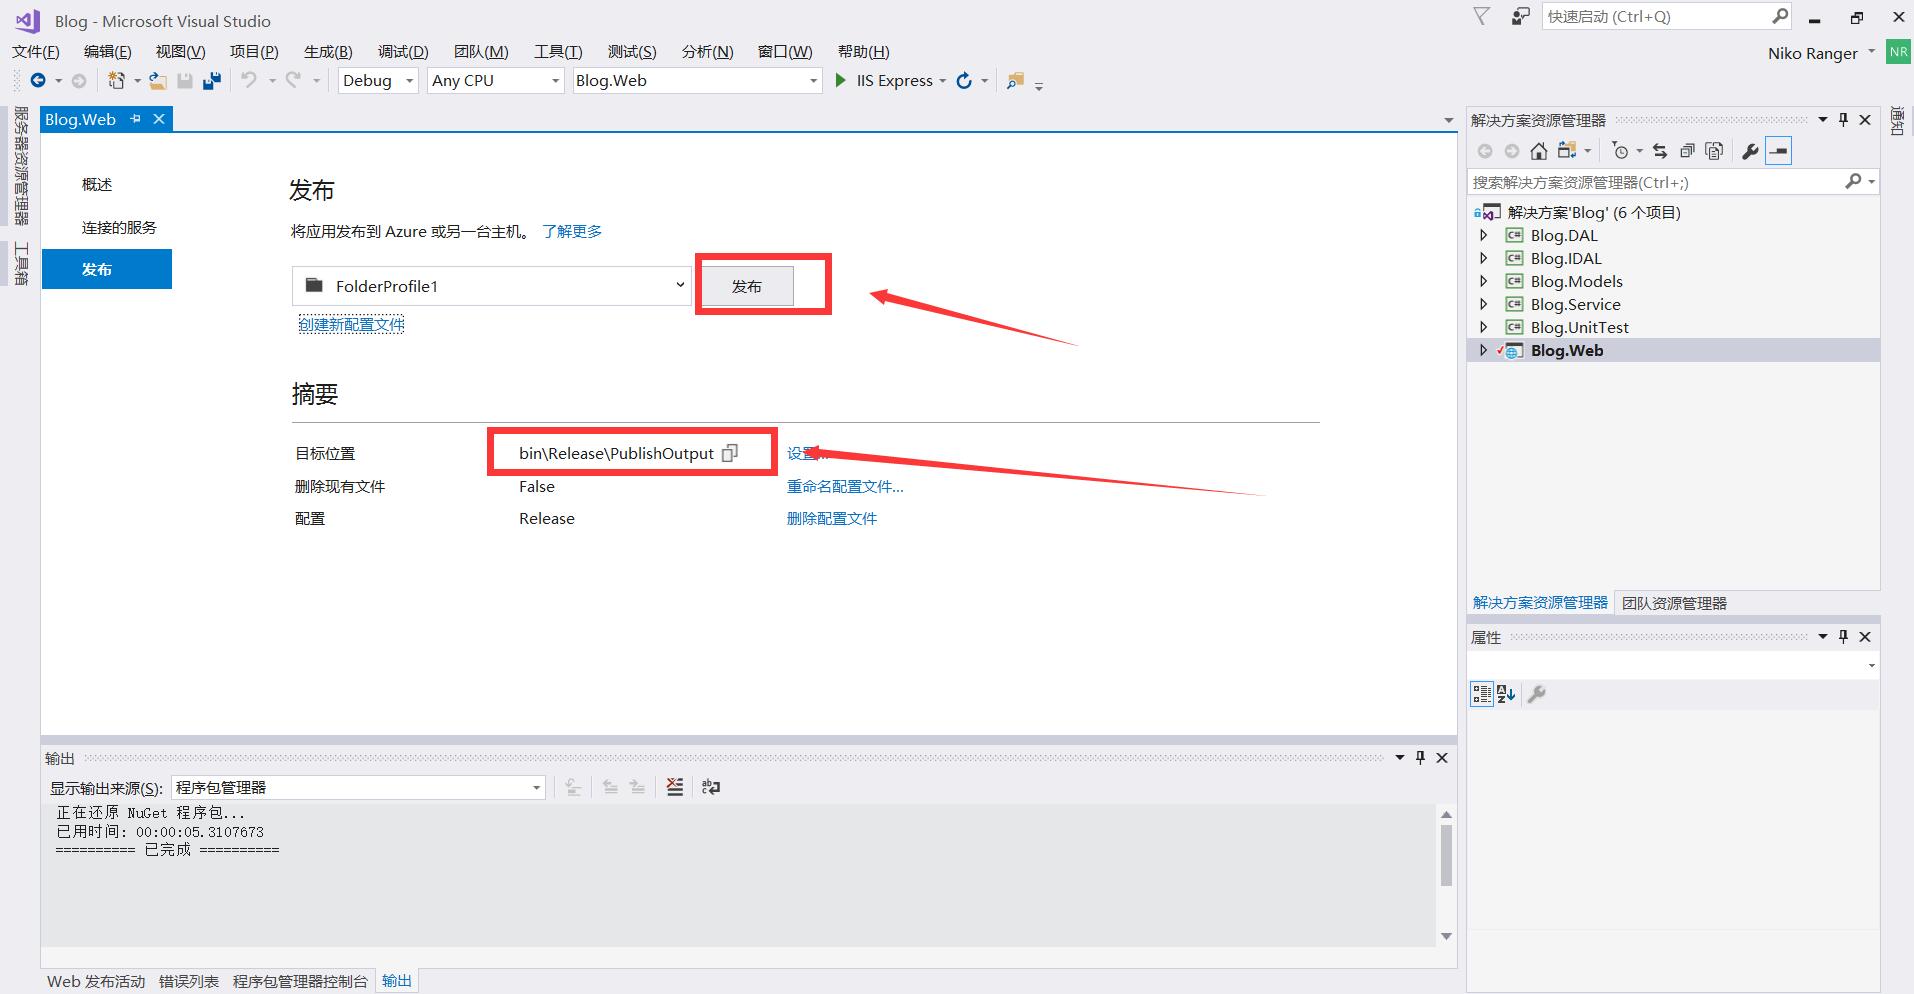 Blog - Microsoft Visual Studio
快速启动 (Ctrl+Q)
文件(F) 编辑(E) 视图(V) 项目(P) 生成(B) 调试(D) 团队(M) 工具(T) 测试(S) 分析(N) 窗口(W) 帮助(H)
Niko Ranger
NR
Debug
Any CPU
Blog.Web
IIS Express
服务器资源管理器
工具箱
Blog.Web
概述
连接的服务
发布
发布
将应用发布到 Azure 或另一台主机。 了解更多
FolderProfile1
发布
创建新配置文件
摘要
目标位置 bin\Release\PublishOutput 设置...
删除现有文件 False 重命名配置文件...
配置 Release 删除配置文件
解决方案资源管理器
搜索解决方案资源管理器(Ctrl+;)
解决方案'Blog' (6 个项目)
C# Blog.DAL
C# Blog.IDAL
C# Blog.Models
C# Blog.Service
C# Blog.UnitTest
Blog.Web
解决方案资源管理器 团队资源管理器
属性
通知
输出
显示输出来源(S): 程序包管理器
正在还原 NuGet 程序包...
已用时间: 00:00:05.3107673
========== 已完成 ==========
Web 发布活动 错误列表 程序包管理器控制台 输出